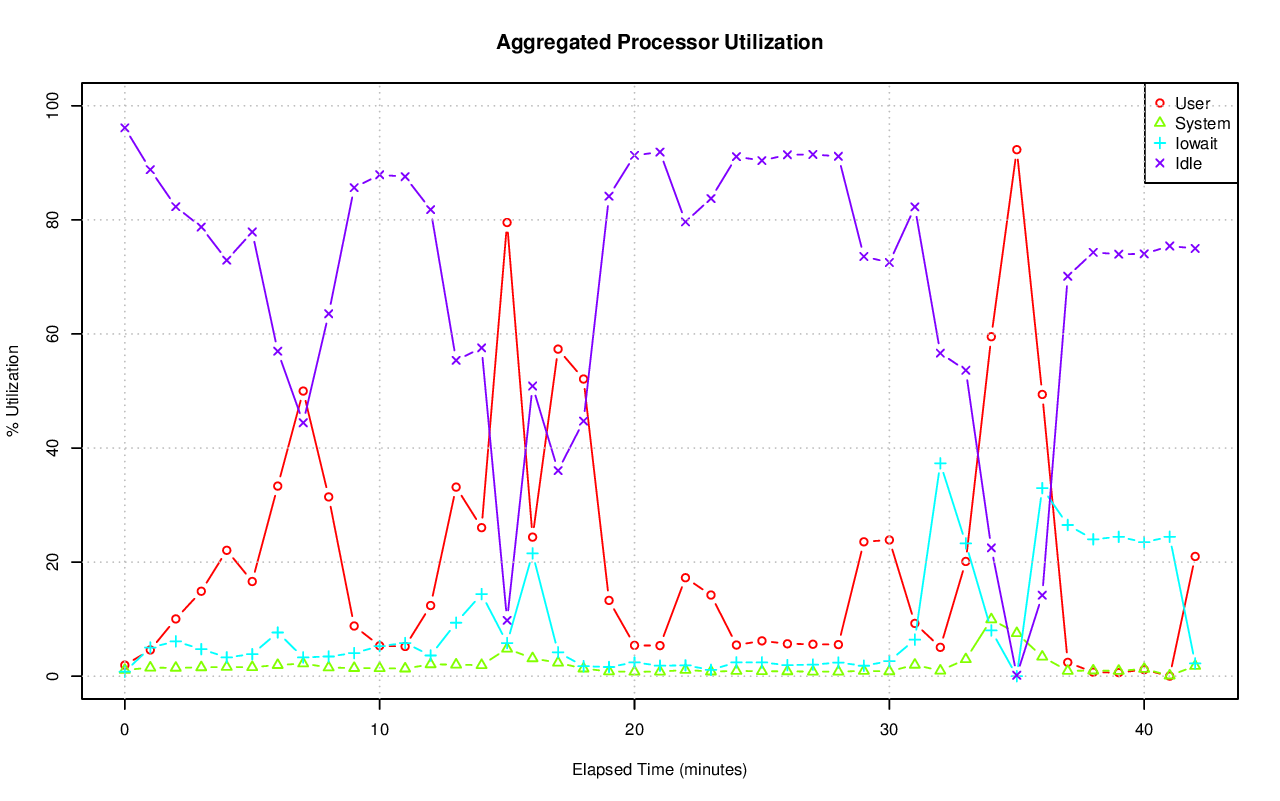 Aggregated Processor Utilization
% Utilization
100
80
60
40
20
0
User
System
Iowait
Idle
0 10 20 30 40
Elapsed Time (minutes)